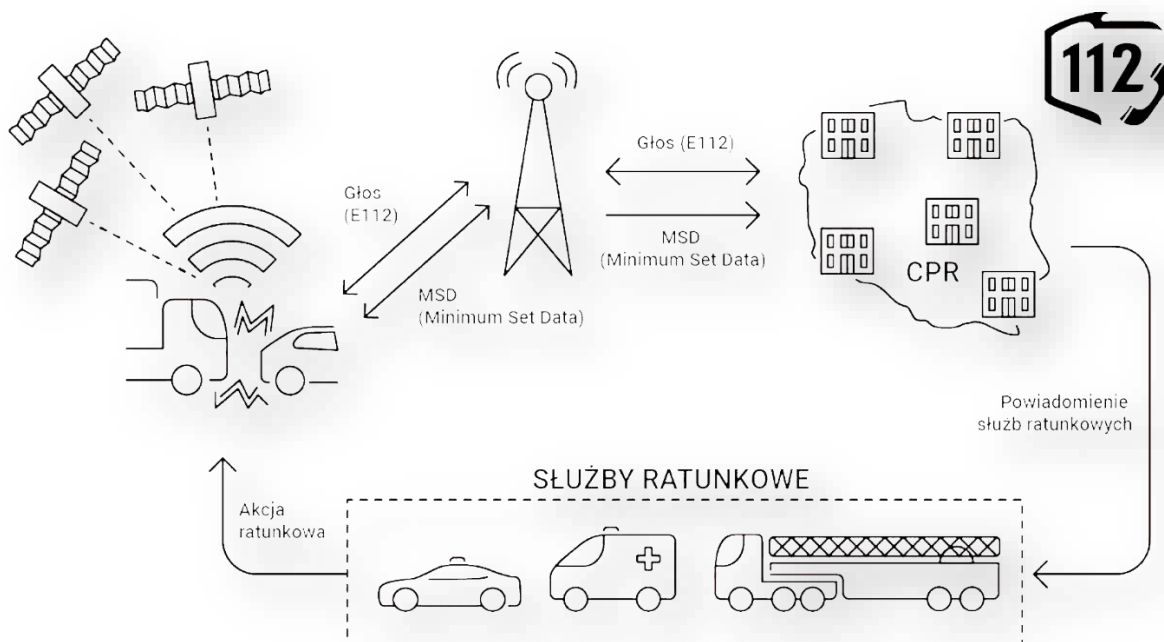 112
Głos (E112)
Głos
(E112)
MSD
(Minimum Set Data)
MSD
(Minimum Set Data)
CPR
Powiadomienie
służb ratunkowych
SŁUŻBY RATUNKOWE
Akcja
ratunkowa